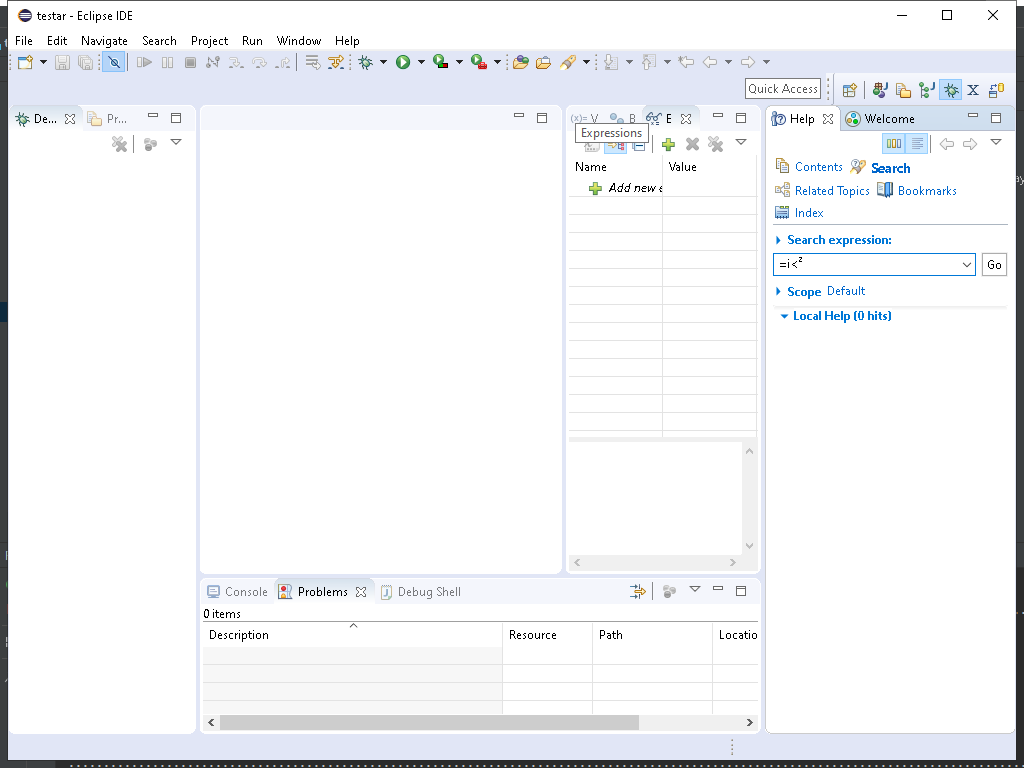 testar - Eclipse IDE
File Edit Navigate Search Project Run Window Help
Quick Access
De... Pr...
(x)= V B E
Expressions
Name Value
Add new e
Help Welcome
Contents Search
Related Topics Bookmarks
Index
Search expression:
=i<² Go
Scope Default
Local Help (0 hits)
Console Problems Debug Shell
0 items
Description Resource Path Locatio